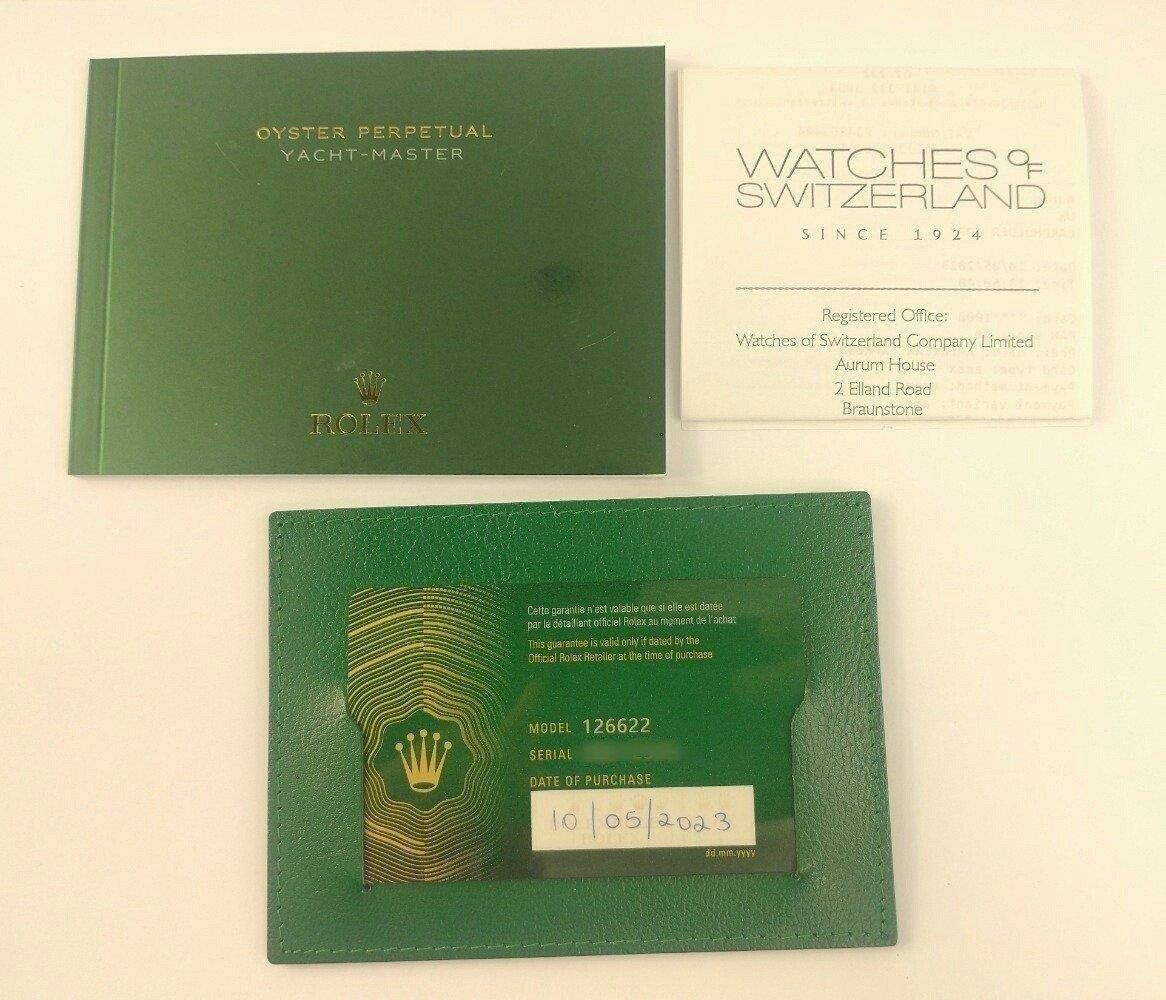 OYSTER PERPETUAL
YACHT-MASTER
ROLEX
WATCHES OF
SWITZERLAND
SINCE 1924
Registered Office:
Watches of Switzerland Company Limited
Aurum House
2 Elland Road
Braunstone
Cette garantie n'est valable que si elle est datée
par le détaillant officiel Rolex au moment de l'achat
This guarantee is valid only if dated by the
Official Rolex Retailer at the time of purchase
MODEL 126622
SERIAL
DATE OF PURCHASE
10/05/2023
dd.mm.yyyy